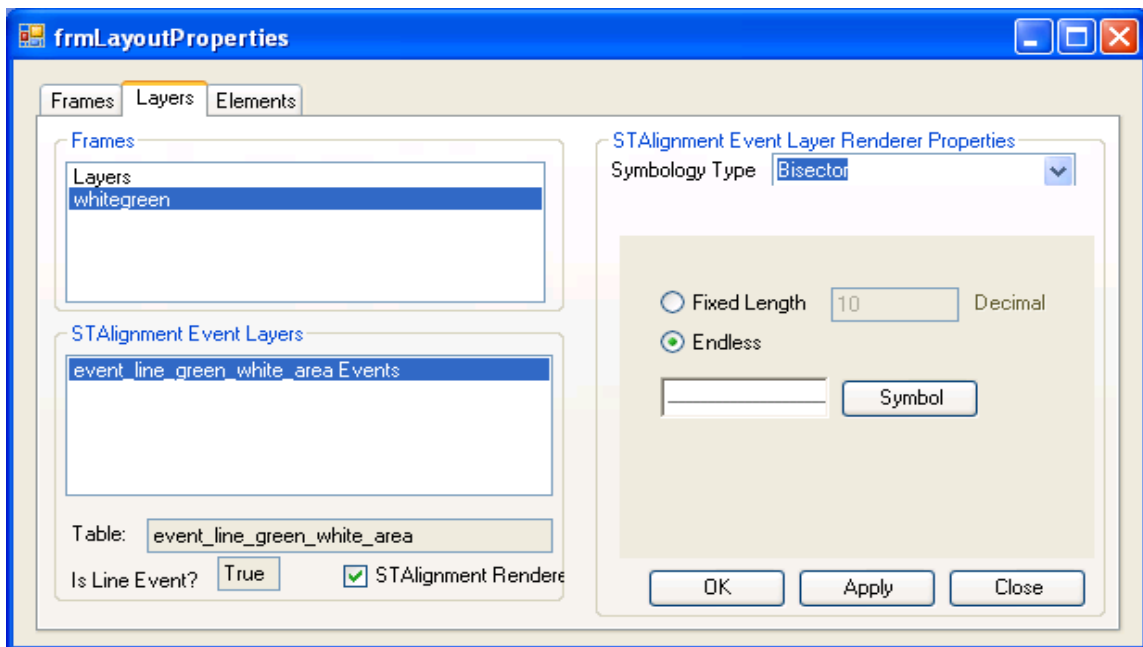 frmLayoutProperties
Frames Layers Elements
Frames
Layers
whitegreen
STAlignment Event Layers
event_line_green_white_area Events
Table: event_line_green_white_area
Is Line Event? True STAlignment Rendere
STAlignment Event Layer Renderer Properties
Symbology Type Bisector
Fixed Length 10 Decimal
Endless
Symbol
OK Apply Close